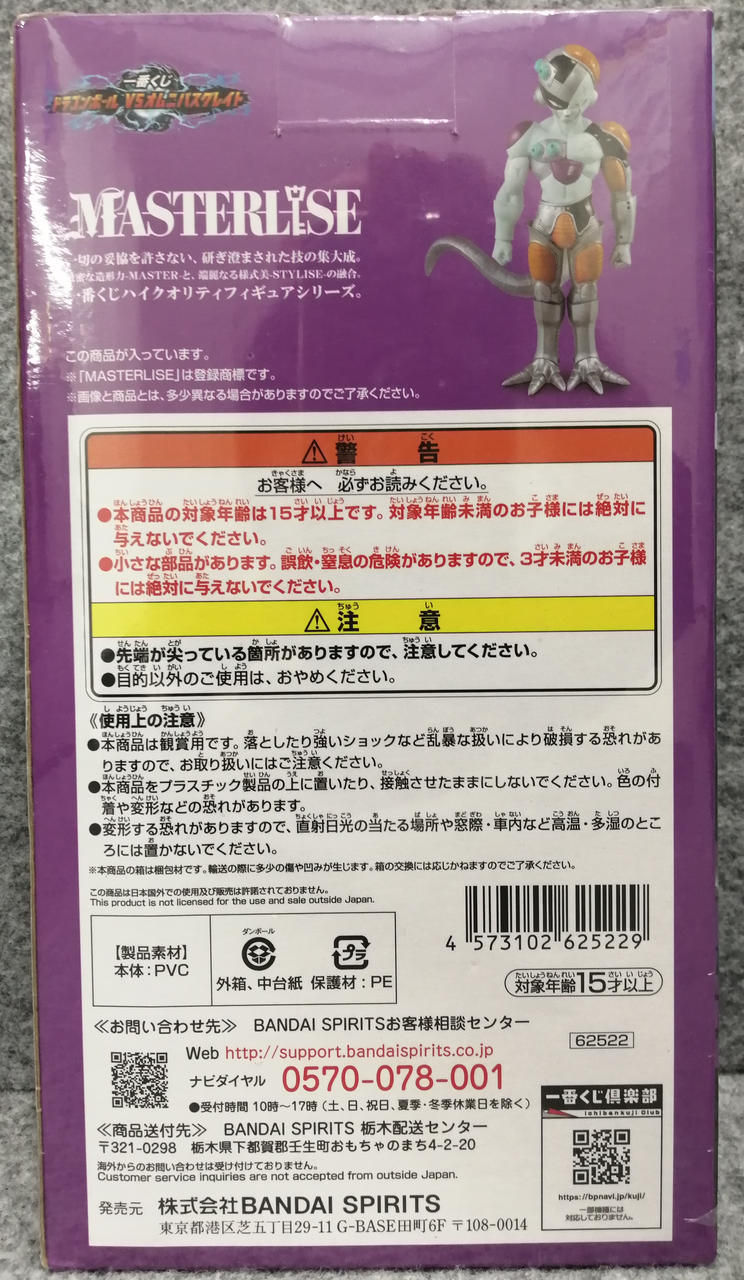 一番くじ
ドラゴンボール VSオムニバスグレイト
MASTERLISE
一切の妥協を許さない、研ぎ澄まされた技の集大成。
密な造形力-MASTER-と、端麗なる様式美-STYLISE-の融合。
一番くじハイクオリティフィギュアシリーズ。
この商品が入っています。
※「MASTERLISE」は登録商標です。
※画像と商品とは、多少異なる場合がありますのでご了承ください。
⚠警告
お客様へ 必ずお読みください。
●本商品の対象年齢は15才以上です。対象年齢未満のお子様には絶対に
与えないでください。
●小さな部品があります。誤飲・窒息の危険がありますので、3才未満のお子様
には絶対に与えないでください。
⚠注意
●先端が尖っている箇所がありますので、注意してください。
●目的以外のご使用は、おやめください。
《使用上の注意》
●本商品は観賞用です。落としたり強いショックなど乱暴な扱いにより破損する恐れがあ
りますので、お取り扱いにはご注意ください。
●本商品をプラスチック製品の上に置いたり、接触させたままにしないでください。色の付
着や変形などの恐れがあります。
●変形する恐れがありますので、直射日光の当たる場所や窓際・車内など高温・多湿のとこ
ろには置かないでください。
※本商品の箱は梱包材です。輸送の際に多少の傷や凹みが生じます。箱の交換には応じかねますのでご了承ください。
この商品は日本国外での使用及び販売は許諾されておりません。
This product is not licensed for the use and sale outside Japan.
【製品素材】
本体：PVC
ダンボール
外箱、中台紙
プラ
保護材：PE
4 573102 625229
対象年齢15才以上
≪お問い合わせ先≫ BANDAI SPIRITSお客様相談センター
62522
Web http://support.bandaispirits.co.jp
ナビダイヤル 0570-078-001
●受付時間 10時～17時（土、日、祝日、夏季・冬季休業日を除く）
≪商品送付先≫ BANDAI SPIRITS 栃木配送センター
〒321-0298 栃木県下都賀郡壬生町おもちゃのまち4-2-20
海外からのお問い合わせは受け付けておりません。
Customer service inquiries are not accepted from outside Japan.
発売元 株式会社BANDAI SPIRITS
東京都港区芝五丁目29-11 G-BASE田町6F 〒108-0014
一番くじ倶楽部
Ichibankuji Club
https://bpnavi.jp/kuji/
一部機種には
対応しておりません。